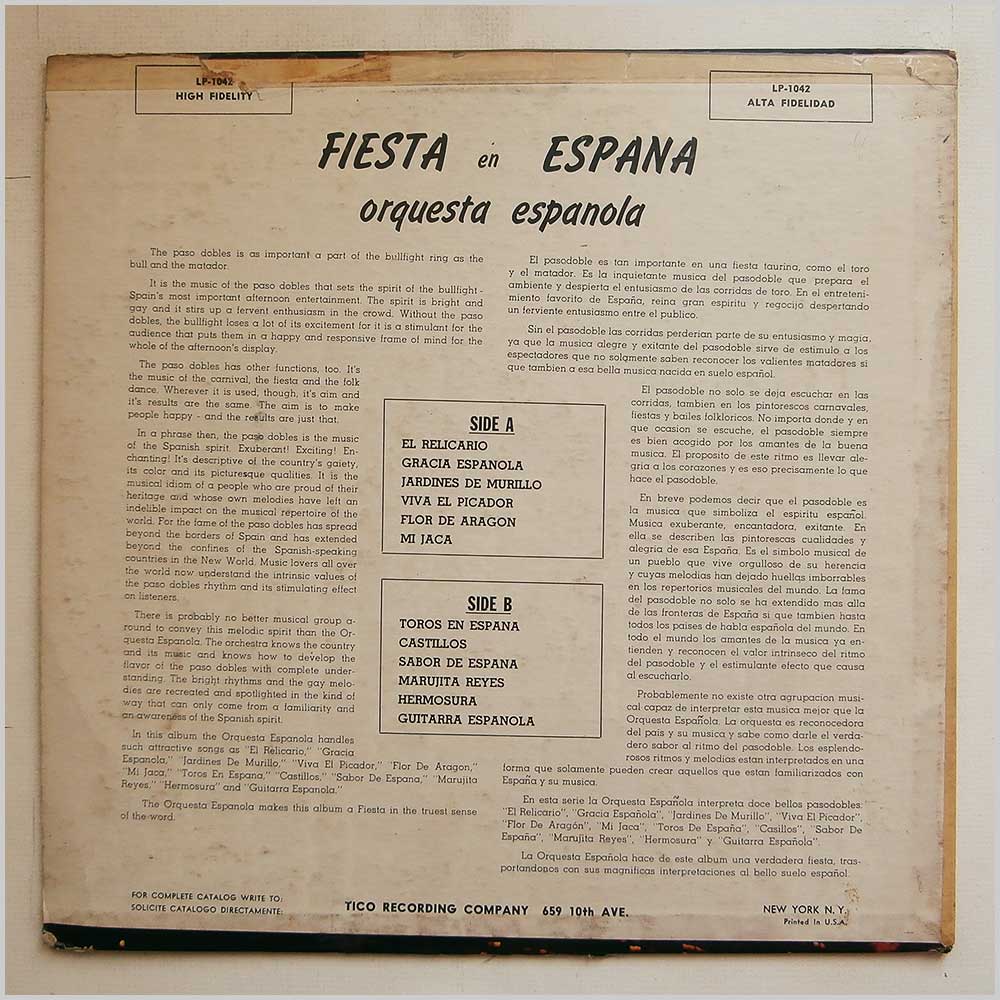 LP-1042
HIGH FIDELITY
LP-1042
ALTA FIDELIDAD
FIESTA en ESPANA
orquesta espanola
The paso dobles is as important a part of the bullfight ring as the
bull and the matador.
It is the music of the paso dobles that sets the spirit of the bullfight -
Spain's most important afternoon entertainment. The spirit is bright and
gay and it stirs up a fervent enthusiasm in the crowd. Without the paso
dobles, the bullfight loses a lot of its excitement for it is a stimulant for the
audience that puts them in a happy and responsive frame of mind for the
whole of the afternoon's display.
The paso dobles has other functions, too. It's
the music of the carnival, the fiesta and the folk
dance. Wherever it is used, though, it's aim and
it's results are the same. The aim is to make
people happy - and the results are just that.
In a phrase then, the paso dobles is the music
of the Spanish spirit. Exuberant! Exciting! En-
chanting! It's descriptive of the country's gaiety,
its color and its picturesque qualities. It is the
musical idiom of a people who are proud of their
heritage and whose own melodies have left an
indelible impact on the musical repertoire of the
world. For the fame of the paso dobles has spread
beyond the borders of Spain and has extended
beyond the confines of the Spanish-speaking
countries in the New World. Music lovers all over
the world now understand the intrinsic values of
the paso dobles rhythm and its stimulating effect
on listeners.
There is probably no better musical group a-
round to convey this melodic spirit than the Or-
questa Espanola. The orchestra knows the country
and its music and knows how to develop the
flavor of the paso dobles with complete under-
standing. The bright rhythms and the gay melo-
dies are recreated and spotlighted in the kind of
way that can only come from a familiarity and
an awareness of the Spanish spirit.
In this album the Orquesta Espanola handles
such attractive songs as "El Relicario," "Gracia
Espanola," "Jardines De Murillo," "Viva El Picador," "Flor De Aragon,"
"Mi Jaca," "Toros En Espana," "Castillos," "Sabor De Espana," "Marujita
Reyes," "Hermosura" and "Guitarra Espanola."
The Orquesta Espanola makes this album a Fiesta in the truest sense
of the word.
SIDE A
EL RELICARIO
GRACIA ESPANOLA
JARDINES DE MURILLO
VIVA EL PICADOR
FLOR DE ARAGON
MI JACA
SIDE B
TOROS EN ESPANA
CASTILLOS
SABOR DE ESPANA
MARUJITA REYES
HERMOSURA
GUITARRA ESPANOLA
El pasodoble es tan importante en una fiesta taurina, como el toro
y el matador. Es la inquietante musica del pasodoble que prepara el
ambiente y despierta el entusiasmo de las corridas de toro. En el entreteni-
miento favorito de España, reina gran espiritu y regocijo despertando
un ferviente entusiasmo entre el publico.
Sin el pasodoble las corridas perderian parte de su entusiasmo y magia,
ya que la musica alegre y exitante del pasodoble sirve de estimulo a los
espectadores que no solamente saben reconocer los valientes matadores si
que tambien a esa bella musica nacida en suelo español.
El pasodoble no solo se deja escuchar en las
corridas, tambien en los pintorescos carnavales,
fiestas y bailes folkloricos. No importa donde y en
que ocasion se escuche, el pasodoble siempre
es bien acogido por los amantes de la buena
musica. El proposito de este ritmo es llevar ale-
gria a los corazones y es eso precisamente lo que
hace el pasodoble.
En breve podemos decir que el pasodoble es
la musica que simboliza el espiritu español.
Musica exuberante, encantadora, exitante. En
ella se describen las pintorescas cualidades y
alegria de esa España. Es el simbolo musical de
un pueblo que vive orgulloso de su herencia
y cuyas melodias han dejado huellas imborrables
en los repertorios musicales del mundo. La fama
del pasodoble no solo se ha extendido mas alla
de las fronteras de España si que tambien hasta
todos los paises de habla española del mundo. En
todo el mundo los amantes de la musica ya en-
tienden y reconocen el valor intrinseco del ritmo
del pasodoble y el estimulante efecto que causa
al escucharlo.
Probablemente no existe otra agrupacion musi-
cal capaz de interpretar esta musica mejor que la
Orquesta Española. La orquesta es reconocedora
del pais y su musica y sabe como darle el verda-
dero sabor al ritmo del pasodoble. Los esplendo-
rosos ritmos y melodias estan interpretados en una
forma que solamente pueden crear aquellos que estan familiarizados con
España y su musica.
En esta serie la Orquesta Española interpreta doce bellos pasodobles:
"El Relicario", "Gracia Española", "Jardines De Murillo", "Viva El Picador",
"Flor De Aragón", "Mi Jaca", "Toros De España", "Casillos", "Sabor De
España", "Marujita Reyes", "Hermosura" y "Guitarra Española".
La Orquesta Española hace de este album una verdadera fiesta, tras-
portandonos con sus magnificas interpretaciones al bello suelo español.
FOR COMPLETE CATALOG WRITE TO:
SOLICITE CATALOGO DIRECTAMENTE:
TICO RECORDING COMPANY 659 10th AVE.
NEW YORK N. Y.
Printed In U.S.A.